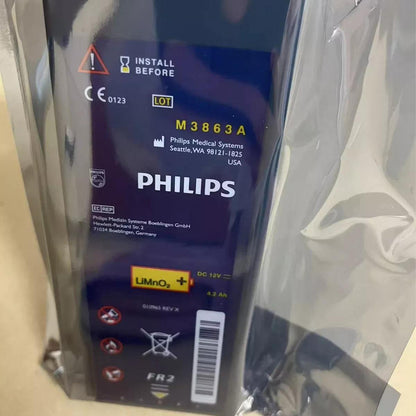 INSTALL
BEFORE
CE 0123 LOT
M3863A
Philips Medical Systems
Seattle, WA 98121-1825
USA
PHILIPS
EC REP
Philips Medizin Systeme Boeblingen GmbH
Hewlett-Packard Str. 2
71034 Boeblingen, Germany
LiMnO₂ +
DC 12V
4.2 Ah
REV
FR2